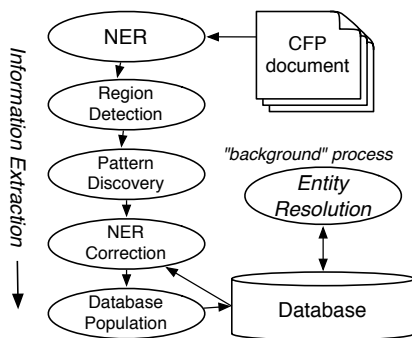 NER
CFP
document
Region
Detection
Pattern
Discovery
"background" process
Entity
Resolution
NER
Correction
Database
Population
Database
Information Extraction